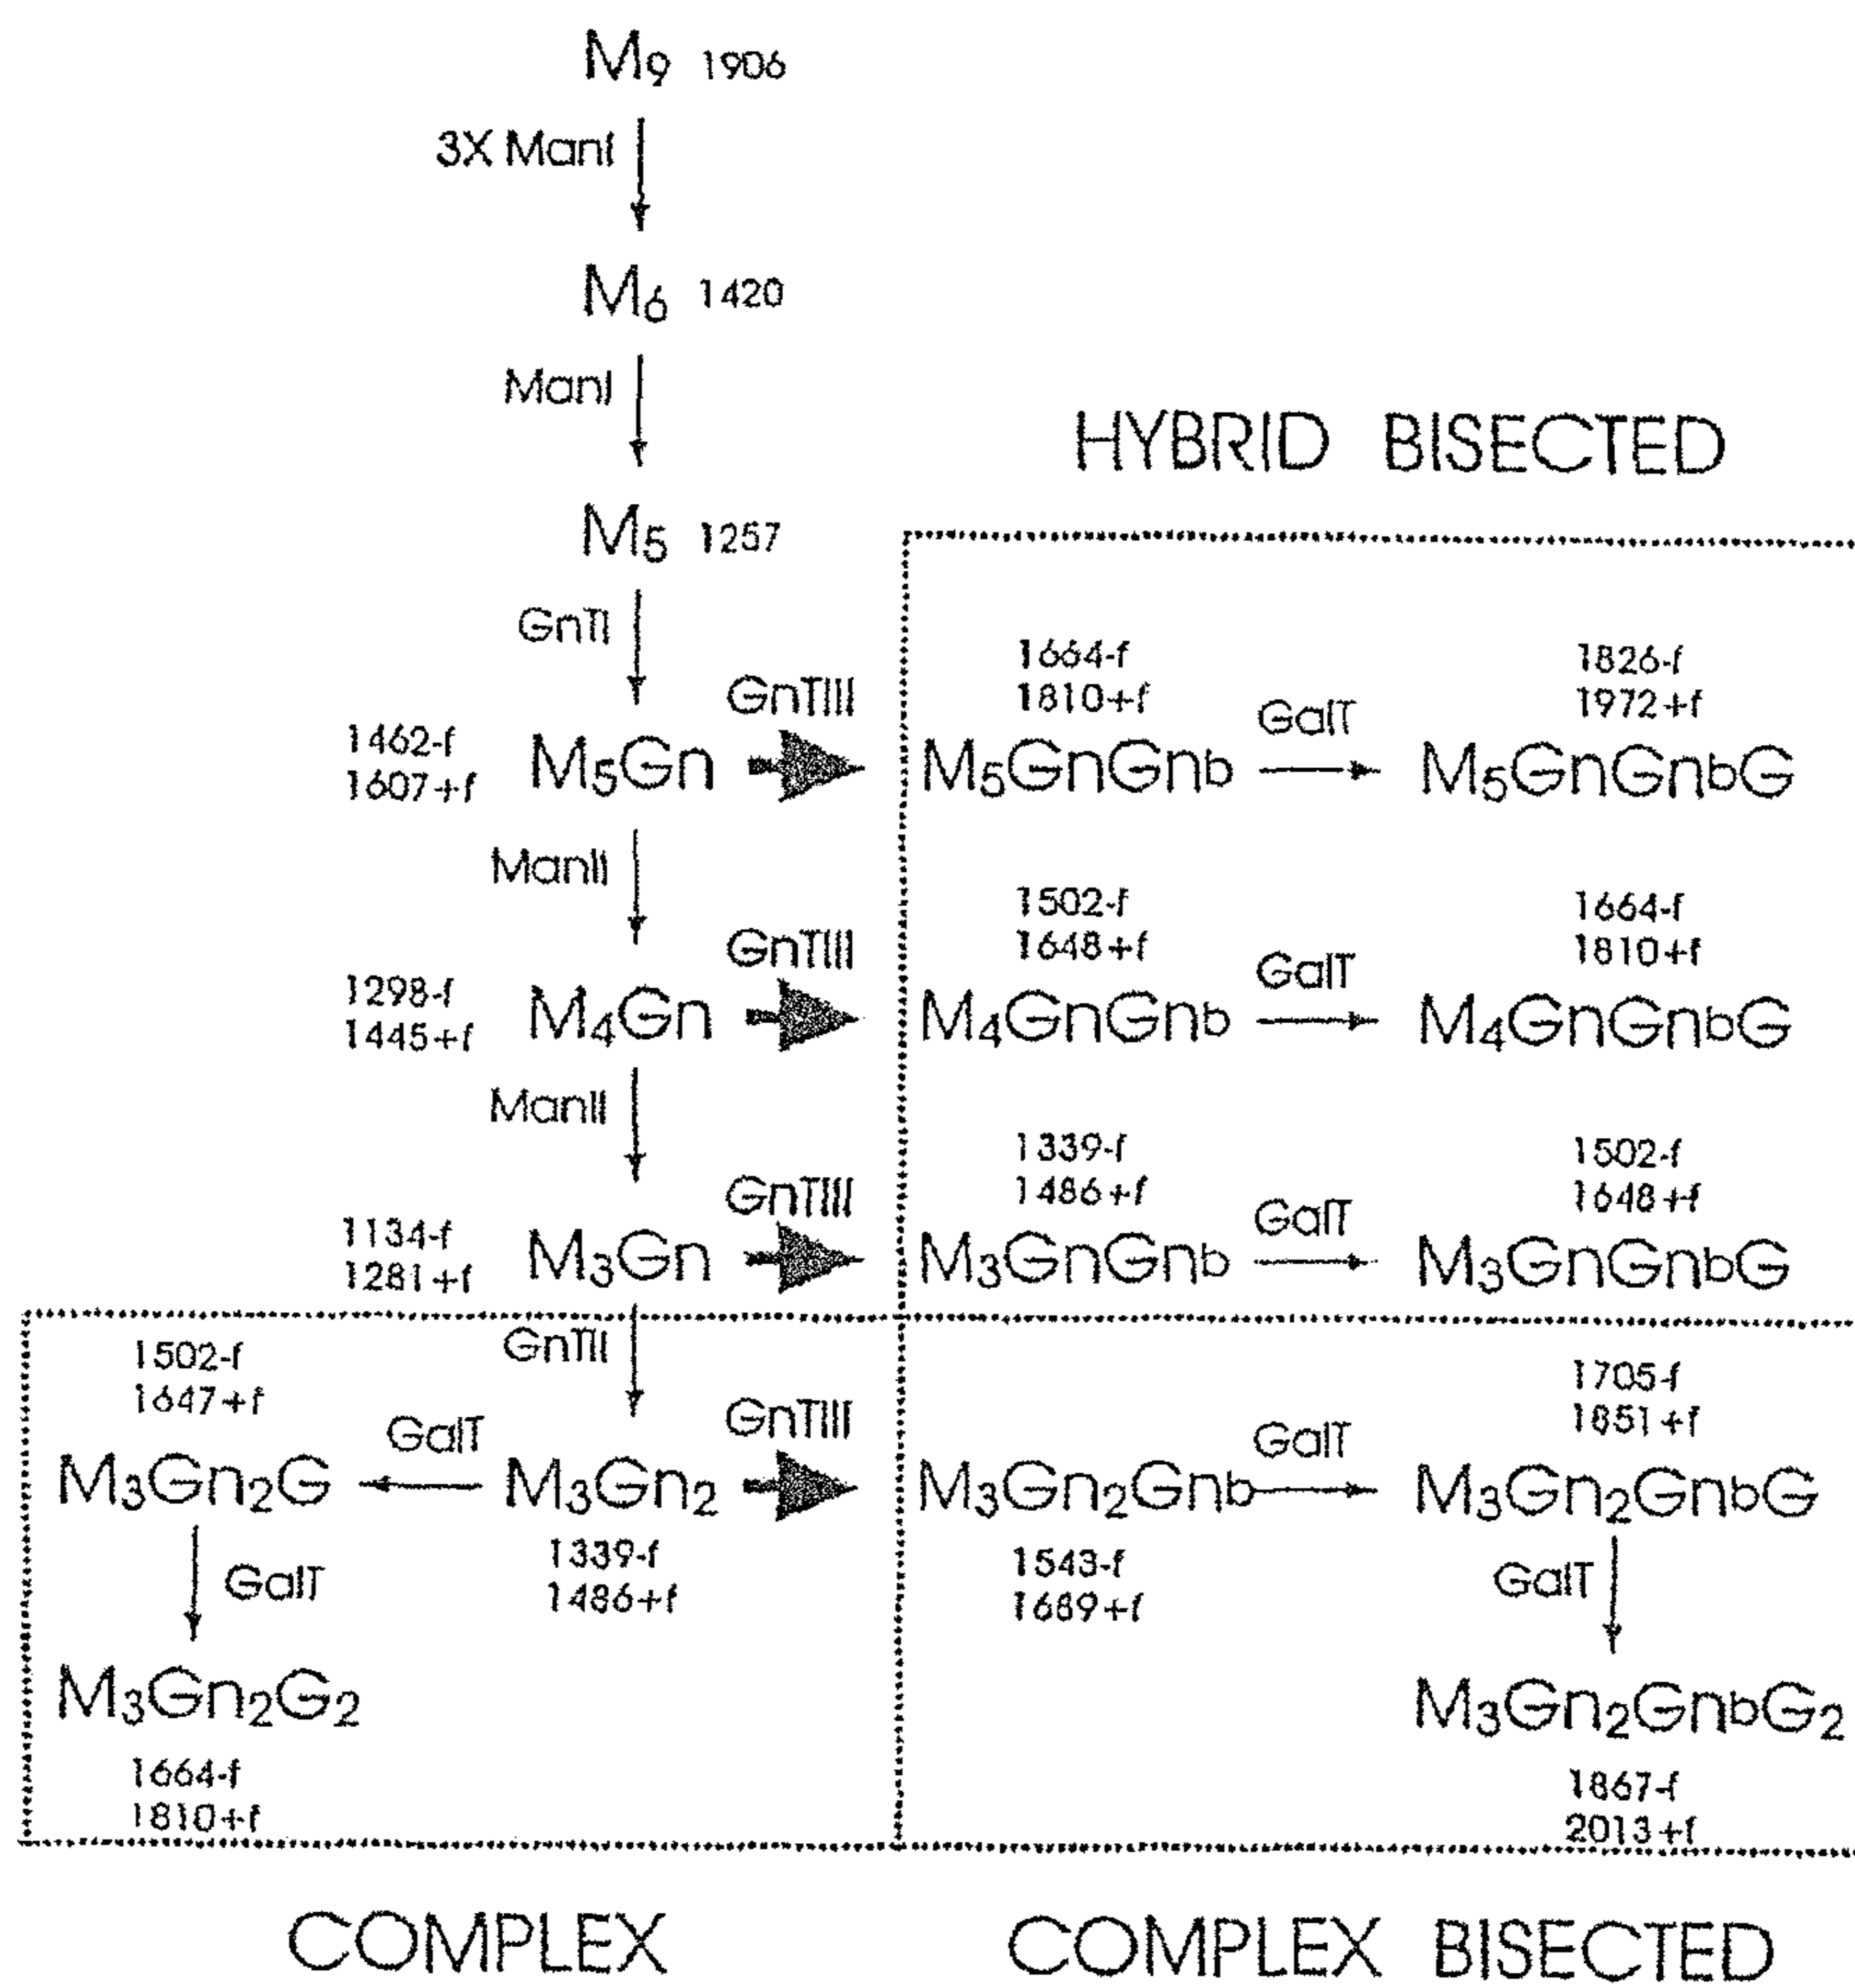 M₉ 1906
3X ManI
M₆ 1420
ManI
HYBRID BISECTED
M₅ 1257
GnTI
1664-f
1810+f
1826-f
1972+f
1462-f
1607+f
M₅Gn
GnTIII
M₅GnGnb
GalT
M₅GnGnbG
ManII
1502-f
1648+f
1664-f
1810+f
1298-f
1445+f
M₄Gn
GnTIII
M₄GnGnb
GalT
M₄GnGnbG
ManII
1339-f
1486+f
1502-f
1648+f
1134-f
1281+f
M₃Gn
GnTIII
M₃GnGnb
GalT
M₃GnGnbG
GnTII
1502-f
1647+f
1705-f
1851+f
M₃Gn₂G
GalT
M₃Gn₂
GnTIII
M₃Gn₂Gnb
GalT
M₃Gn₂GnbG
1339-f
1486+f
1543-f
1689+f
GalT
GalT
M₃Gn₂G₂
M₃Gn₂GnbG₂
1664-f
1810+f
1867-f
2013+f
COMPLEX
COMPLEX BISECTED